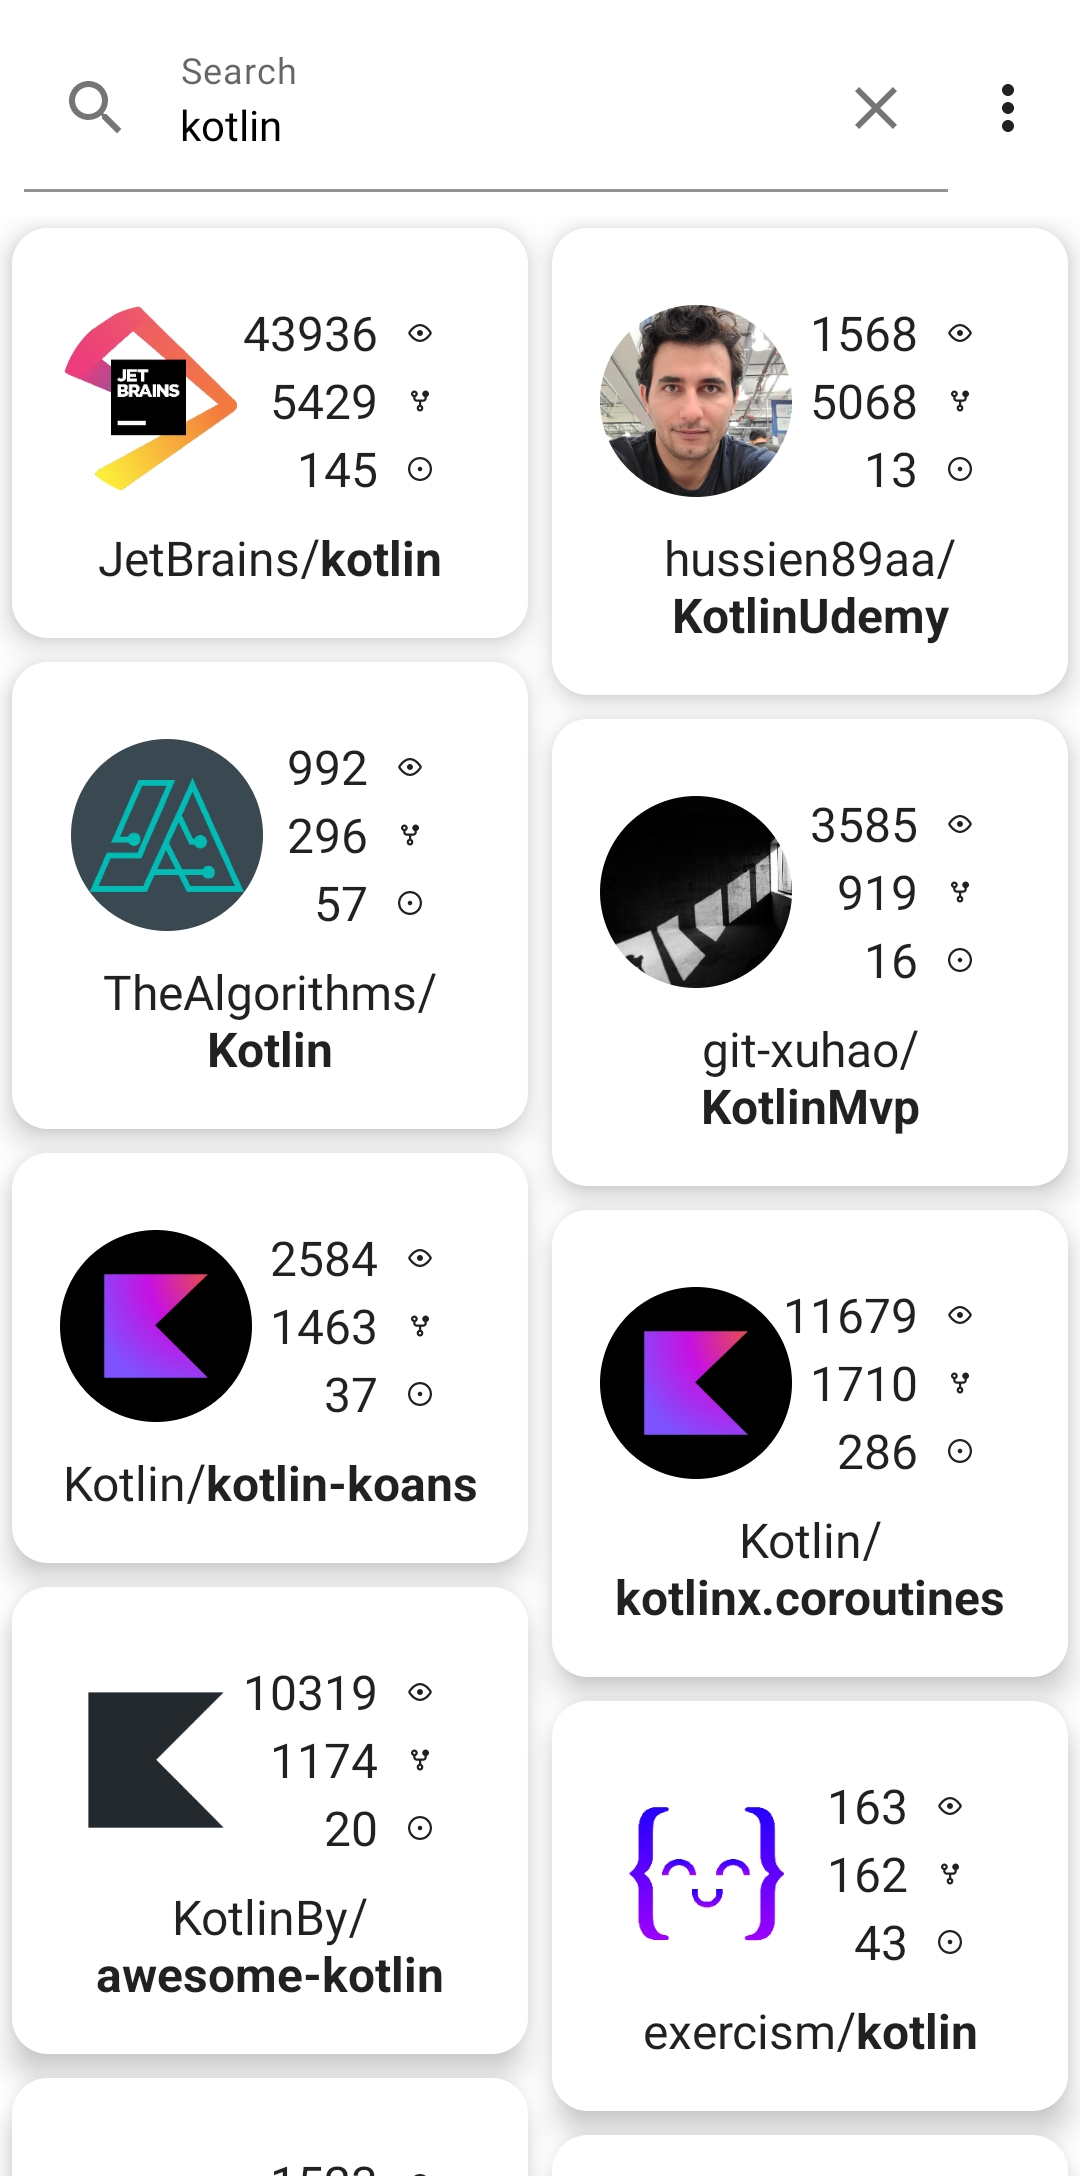 Search
kotlin
43936
5429
145
JET
BRAINS
JetBrains/kotlin
1568
5068
13
hussien89aa/
KotlinUdemy
992
296
57
TheAlgorithms/
Kotlin
3585
919
16
git-xuhao/
KotlinMvp
2584
1463
37
Kotlin/kotlin-koans
11679
1710
286
Kotlin/
kotlinx.coroutines
10319
1174
20
KotlinBy/
awesome-kotlin
163
162
43
exercism/kotlin